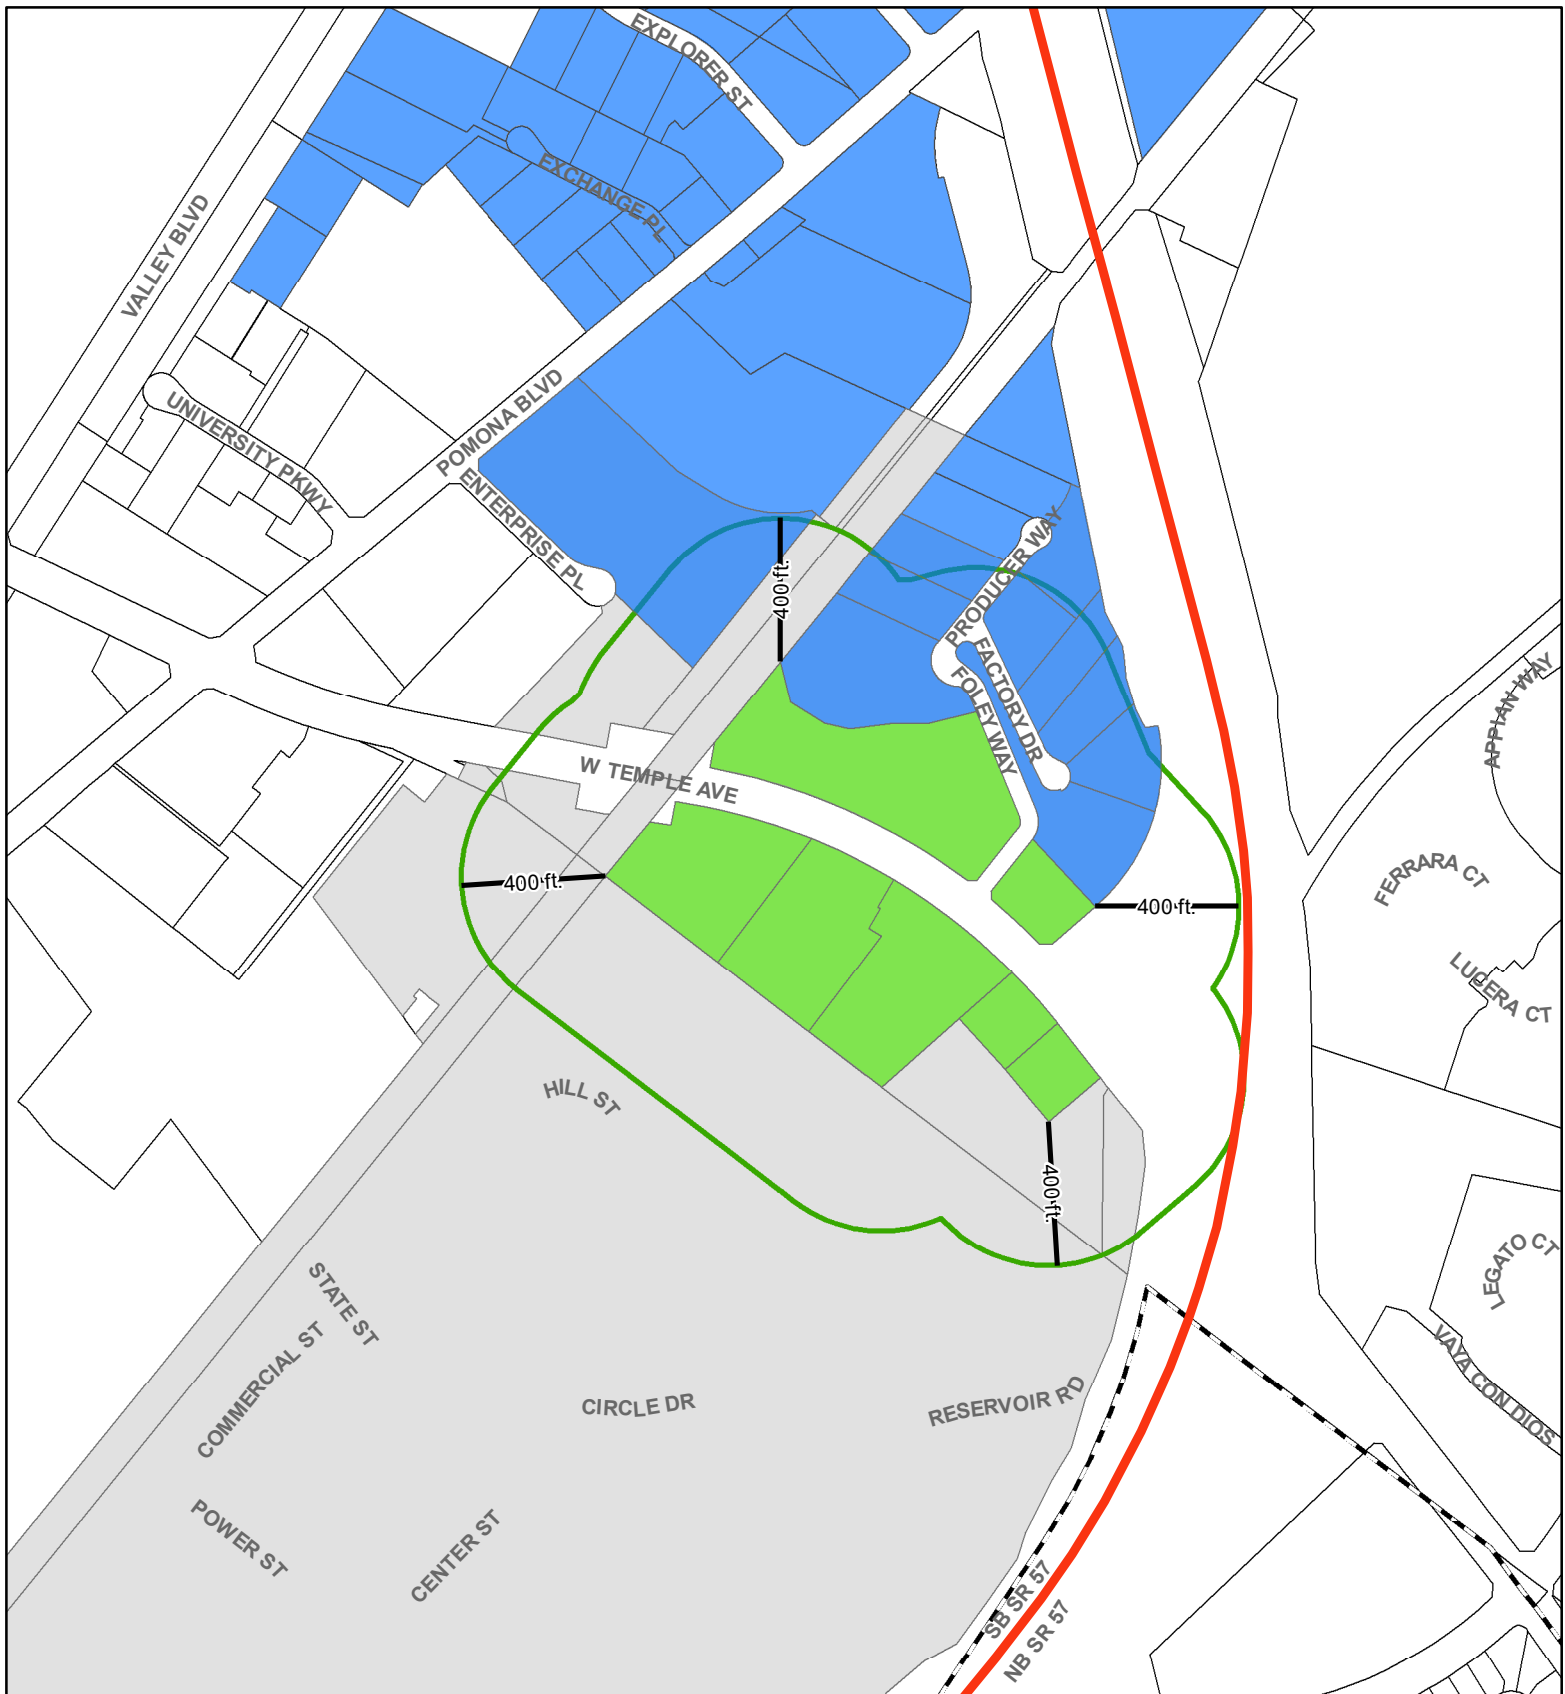 EXPLORER ST
EXCHANGE PL
VALLEY BLVD
UNIVERSITY PKWY
POMONA BLVD
ENTERPRISE PL
400 ft.
PRODUCER WAY
FACTORY DR
FOLEY WAY
W TEMPLE AVE
APPIAN WAY
FERRARA CT
400 ft.
400 ft.
LUCERA CT
HILL ST
400 ft.
LEGATO CT
STATE ST
COMMERCIAL ST
VAYA CON DIOS
CIRCLE DR
RESERVOIR RD
POWER ST
CENTER ST
SB SR 57
NB SR 57